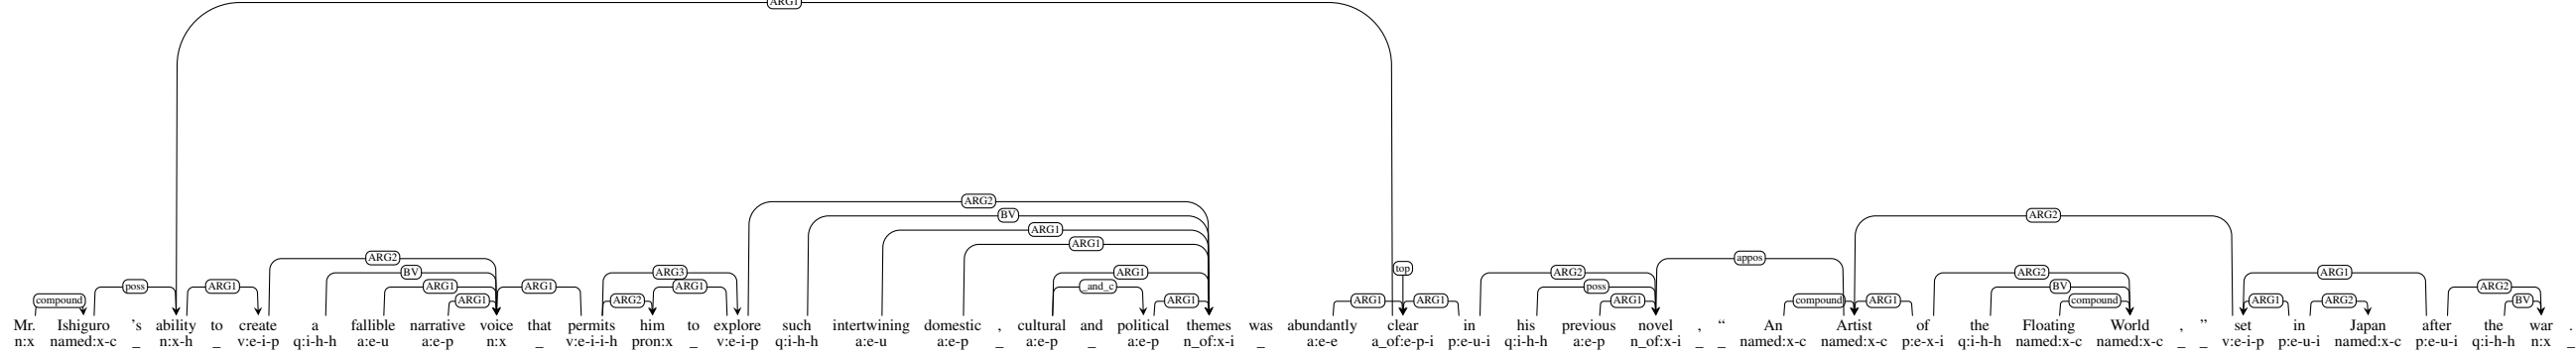 ARG1
ARG2
BV
ARG1
ARG1
ARG2
top
appos
ARG2
BV
ARG1
ARG3
ARG1
_and_c
ARG2
poss
ARG2
BV
ARG1
ARG2
compound
poss
ARG1
ARG1
ARG1
ARG2
ARG1
ARG1
ARG1
ARG1
ARG1
compound
ARG1
compound
ARG1
ARG2
BV
Mr. Ishiguro 's ability to create a fallible narrative voice that permits him to explore such intertwining domestic , cultural and political themes was abundantly clear in his previous novel , “ An Artist of the Floating World , ” set in Japan after the war .
n:x named:x-c _ n:x-h _ v:e-i-p q:i-h-h a:e-u a:e-p n:x _ v:e-i-i-h pron:x _ v:e-i-p q:i-h-h a:e-u a:e-p _ a:e-p _ a:e-p n_of:x-i _ a:e-e a_of:e-p-i p:e-u-i q:i-h-h a:e-p n_of:x-i _ _ named:x-c named:x-c p:e-x-i q:i-h-h named:x-c named:x-c _ _ v:e-i-p p:e-u-i named:x-c p:e-u-i q:i-h-h n:x _